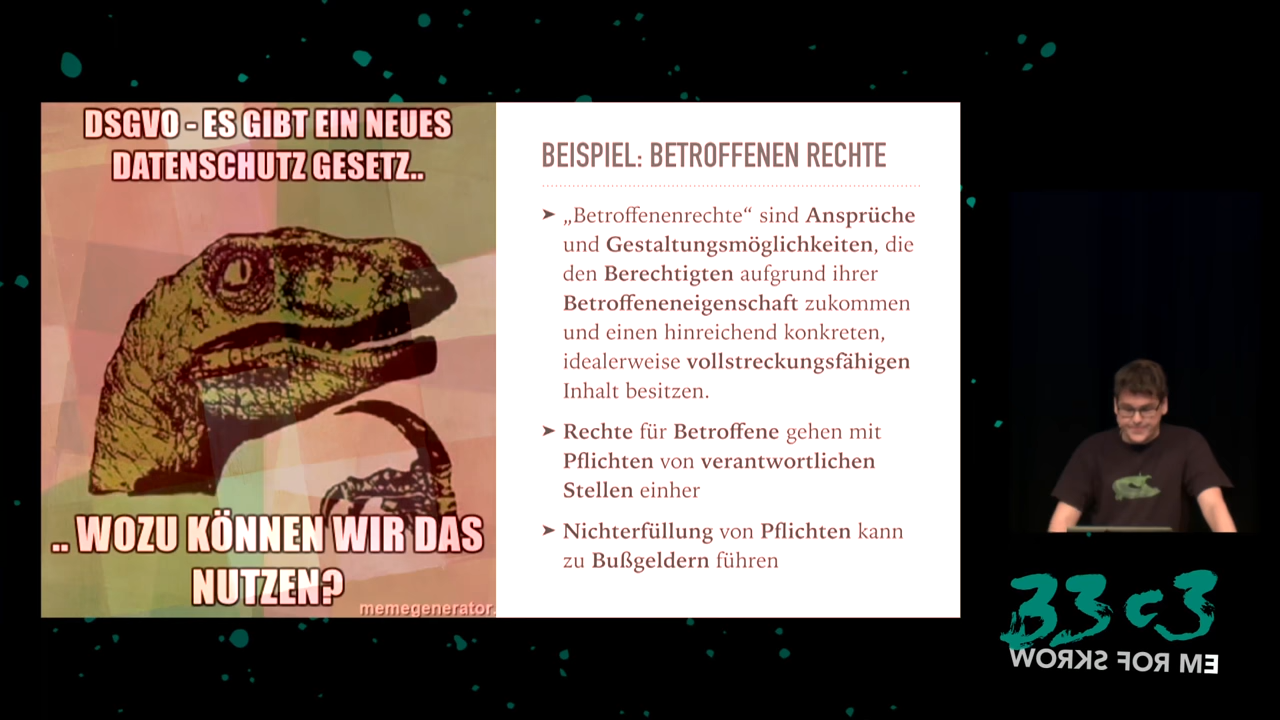 DSGVO - ES GIBT EIN NEUES
DATENSCHUTZ GESETZ..
.. WOZU KÖNNEN WIR DAS
NUTZEN?
memegenerator.
BEISPIEL: BETROFFENEN RECHTE
➤ „Betroffenenrechte“ sind Ansprüche
und Gestaltungsmöglichkeiten, die
den Berechtigten aufgrund ihrer
Betroffeneneigenschaft zukommen
und einen hinreichend konkreten,
idealerweise vollstreckungsfähigen
Inhalt besitzen.
➤ Rechte für Betroffene gehen mit
Pflichten von verantwortlichen
Stellen einher
➤ Nichterfüllung von Pflichten kann
zu Bußgeldern führen
33c3
WORKS FOR ME